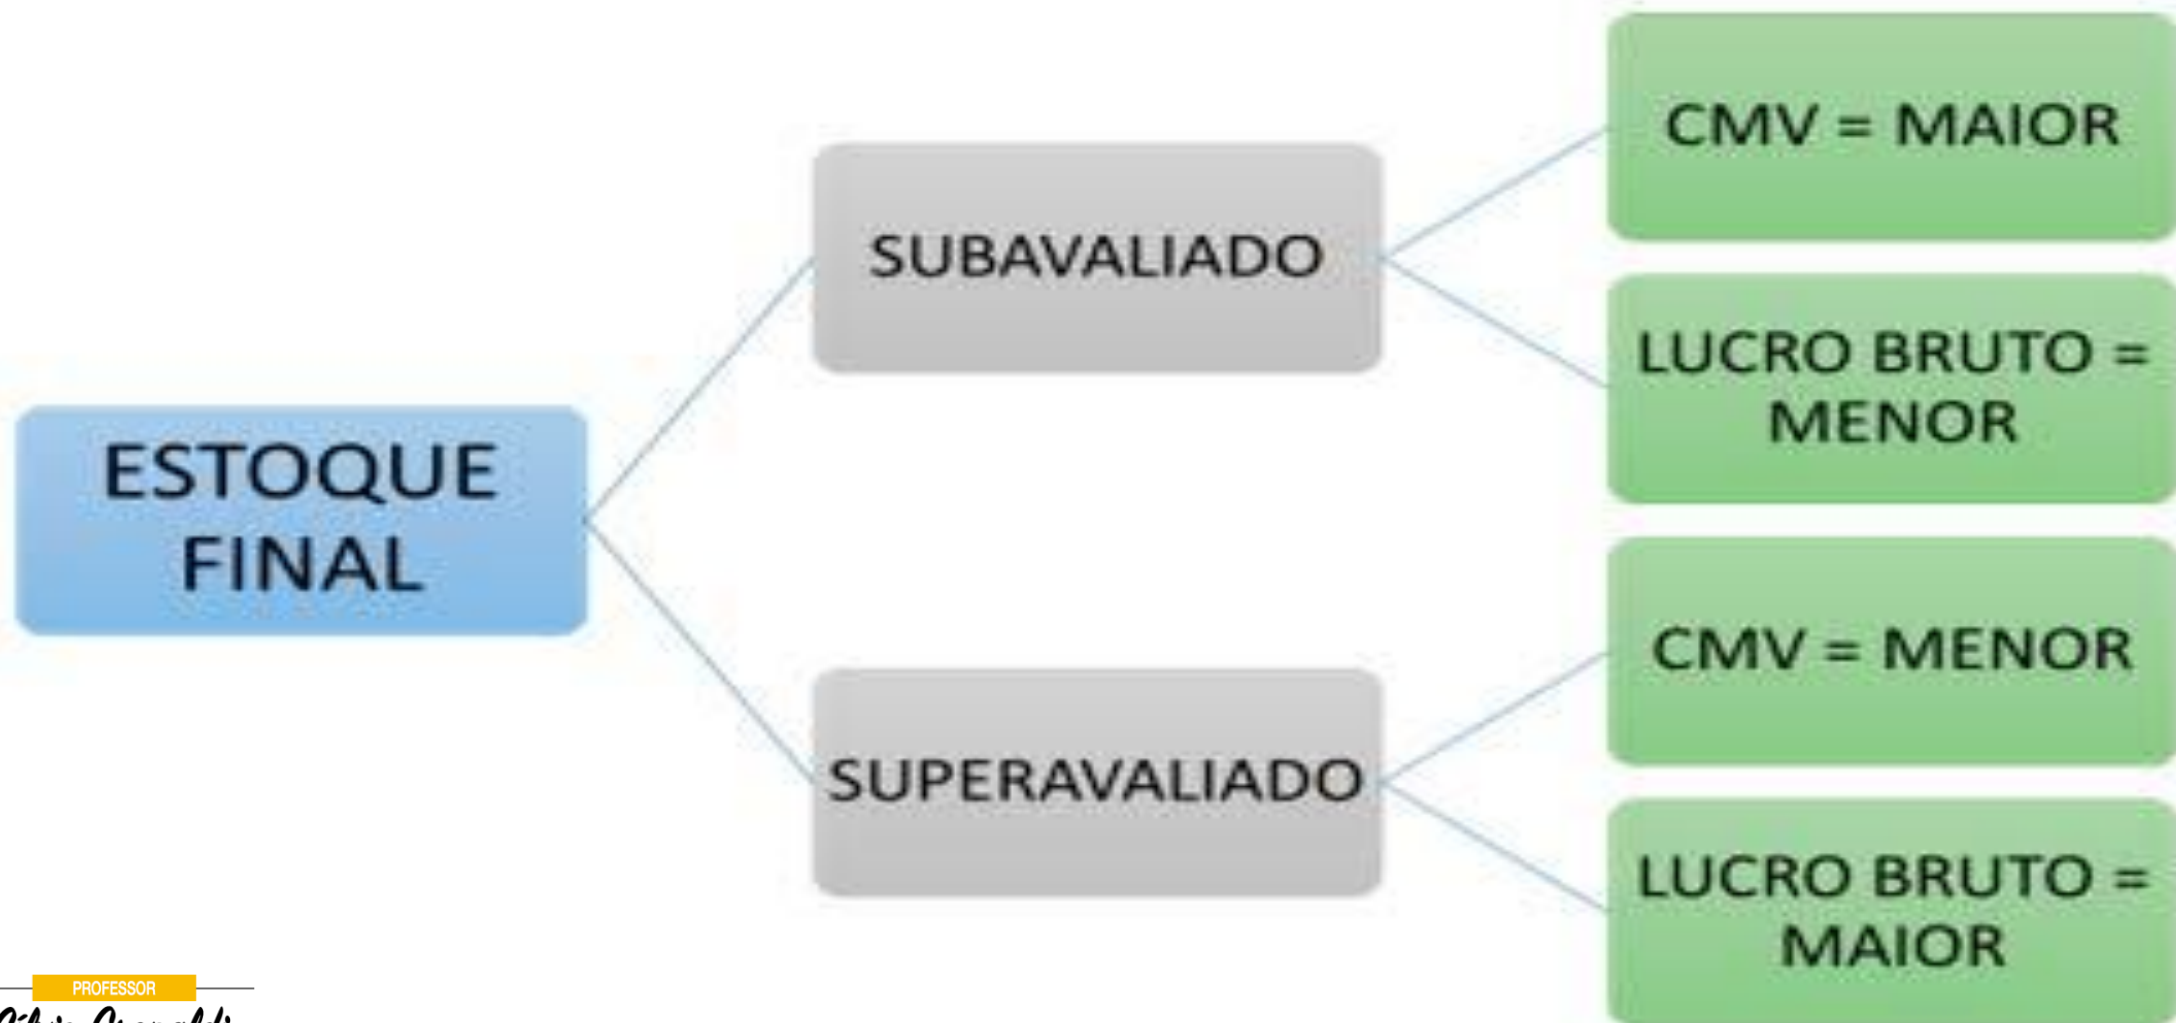 ESTOQUE
FINAL
SUBAVALIADO
CMV = MAIOR
LUCRO BRUTO =
MENOR
SUPERAVALIADO
CMV = MENOR
LUCRO BRUTO =
MAIOR
PROFESSOR